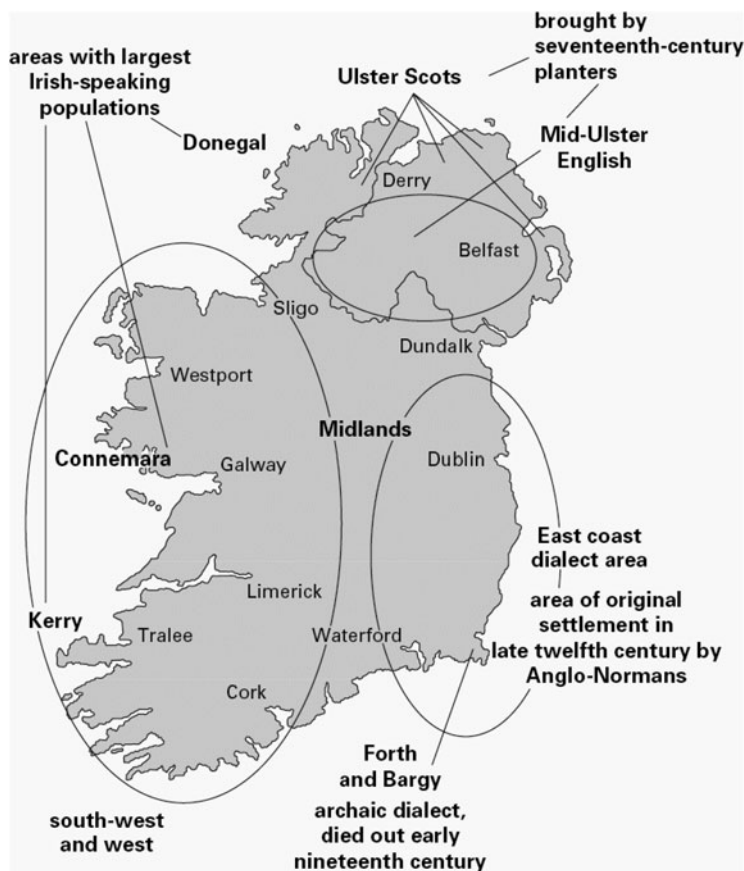 brought by
seventeenth-century
planters
areas with largest
Irish-speaking
populations
Ulster Scots
Donegal
Mid-Ulster
English
Derry
Belfast
Sligo
Dundalk
Westport
Midlands
Connemara
Galway
Dublin
East coast
dialect area
Limerick
area of original
settlement in
late twelfth century by
Anglo-Normans
Kerry
Tralee
Waterford
Cork
Forth
and Bargy
archaic dialect,
died out early
nineteenth century
south-west
and west